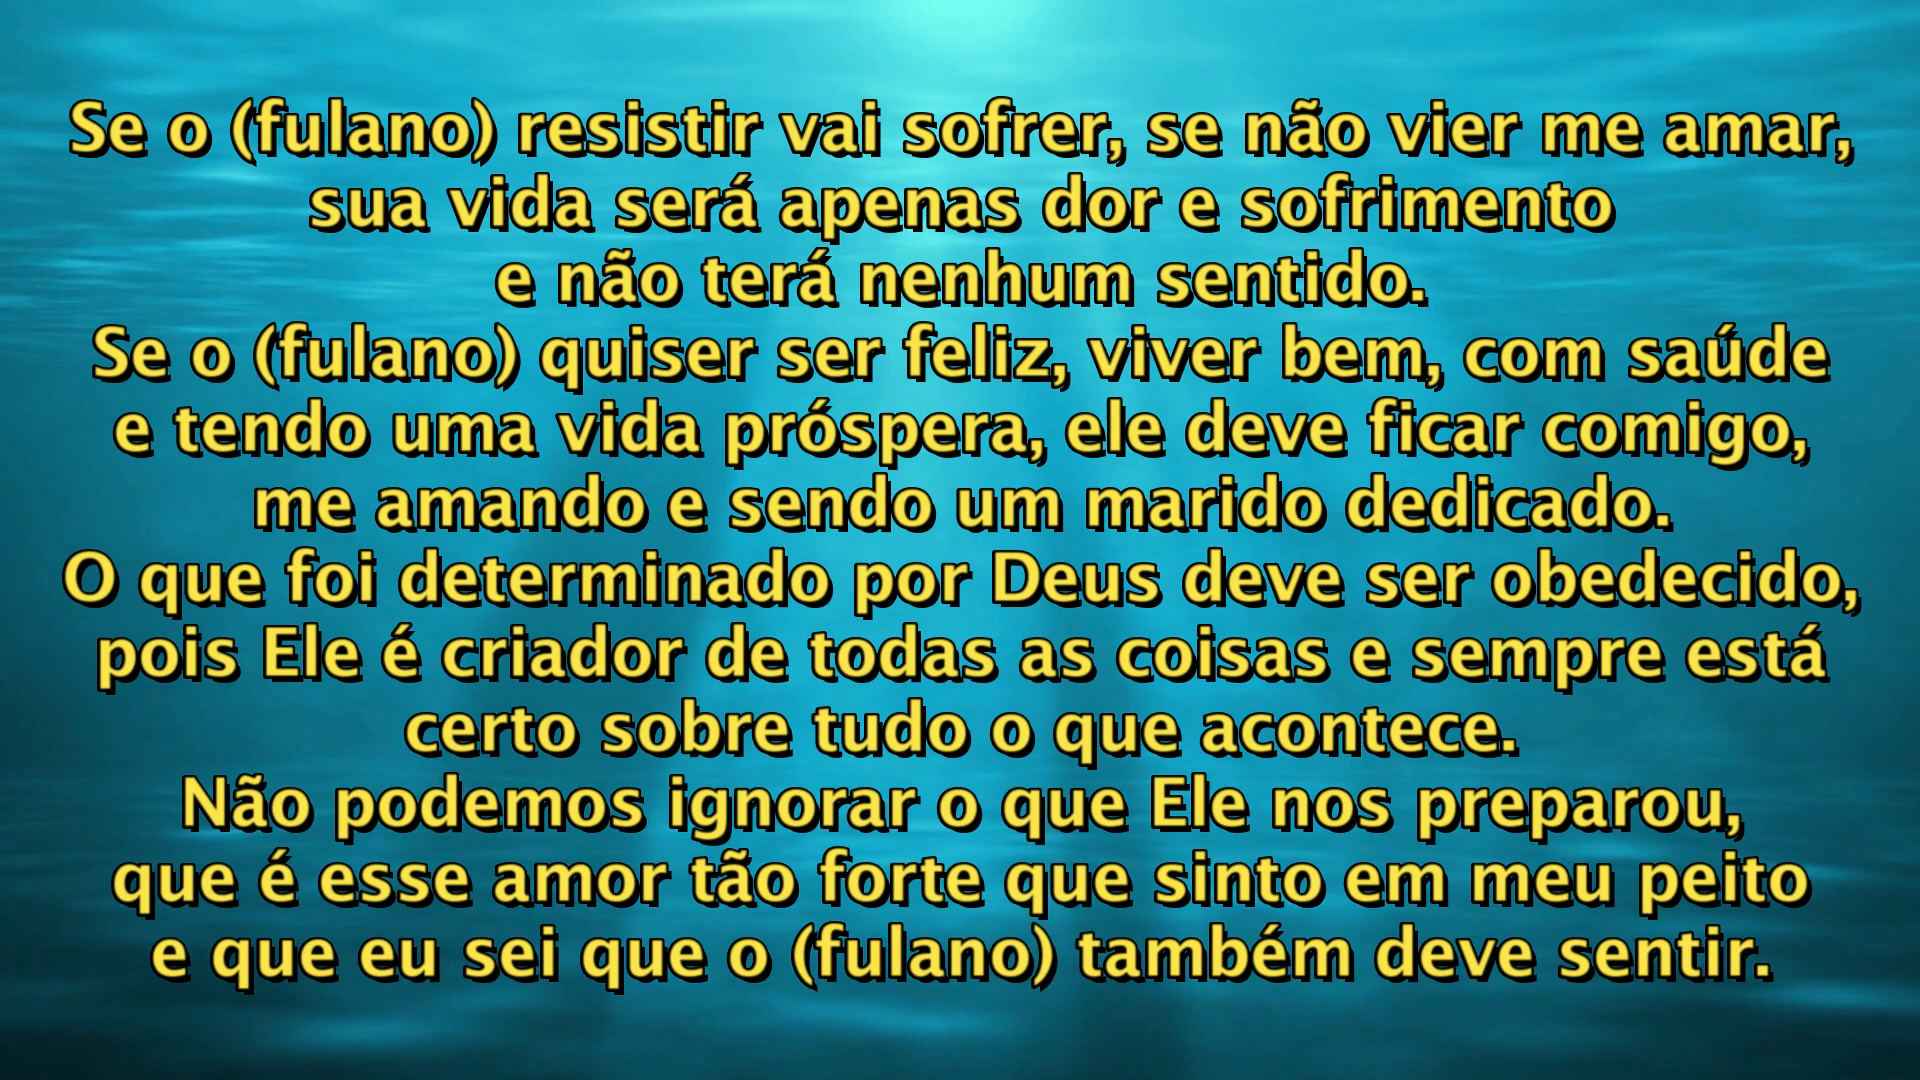 Se o (fulano) resistir vai sofrer, se não vier me amar,
sua vida será apenas dor e sofrimento
e não terá nenhum sentido.
Se o (fulano) quiser ser feliz, viver bem, com saúde
e tendo uma vida próspera, ele deve ficar comigo,
me amando e sendo um marido dedicado.
O que foi determinado por Deus deve ser obedecido,
pois Ele é criador de todas as coisas e sempre está
certo sobre tudo o que acontece.
Não podemos ignorar o que Ele nos preparou,
que é esse amor tão forte que sinto em meu peito
e que eu sei que o (fulano) também deve sentir.